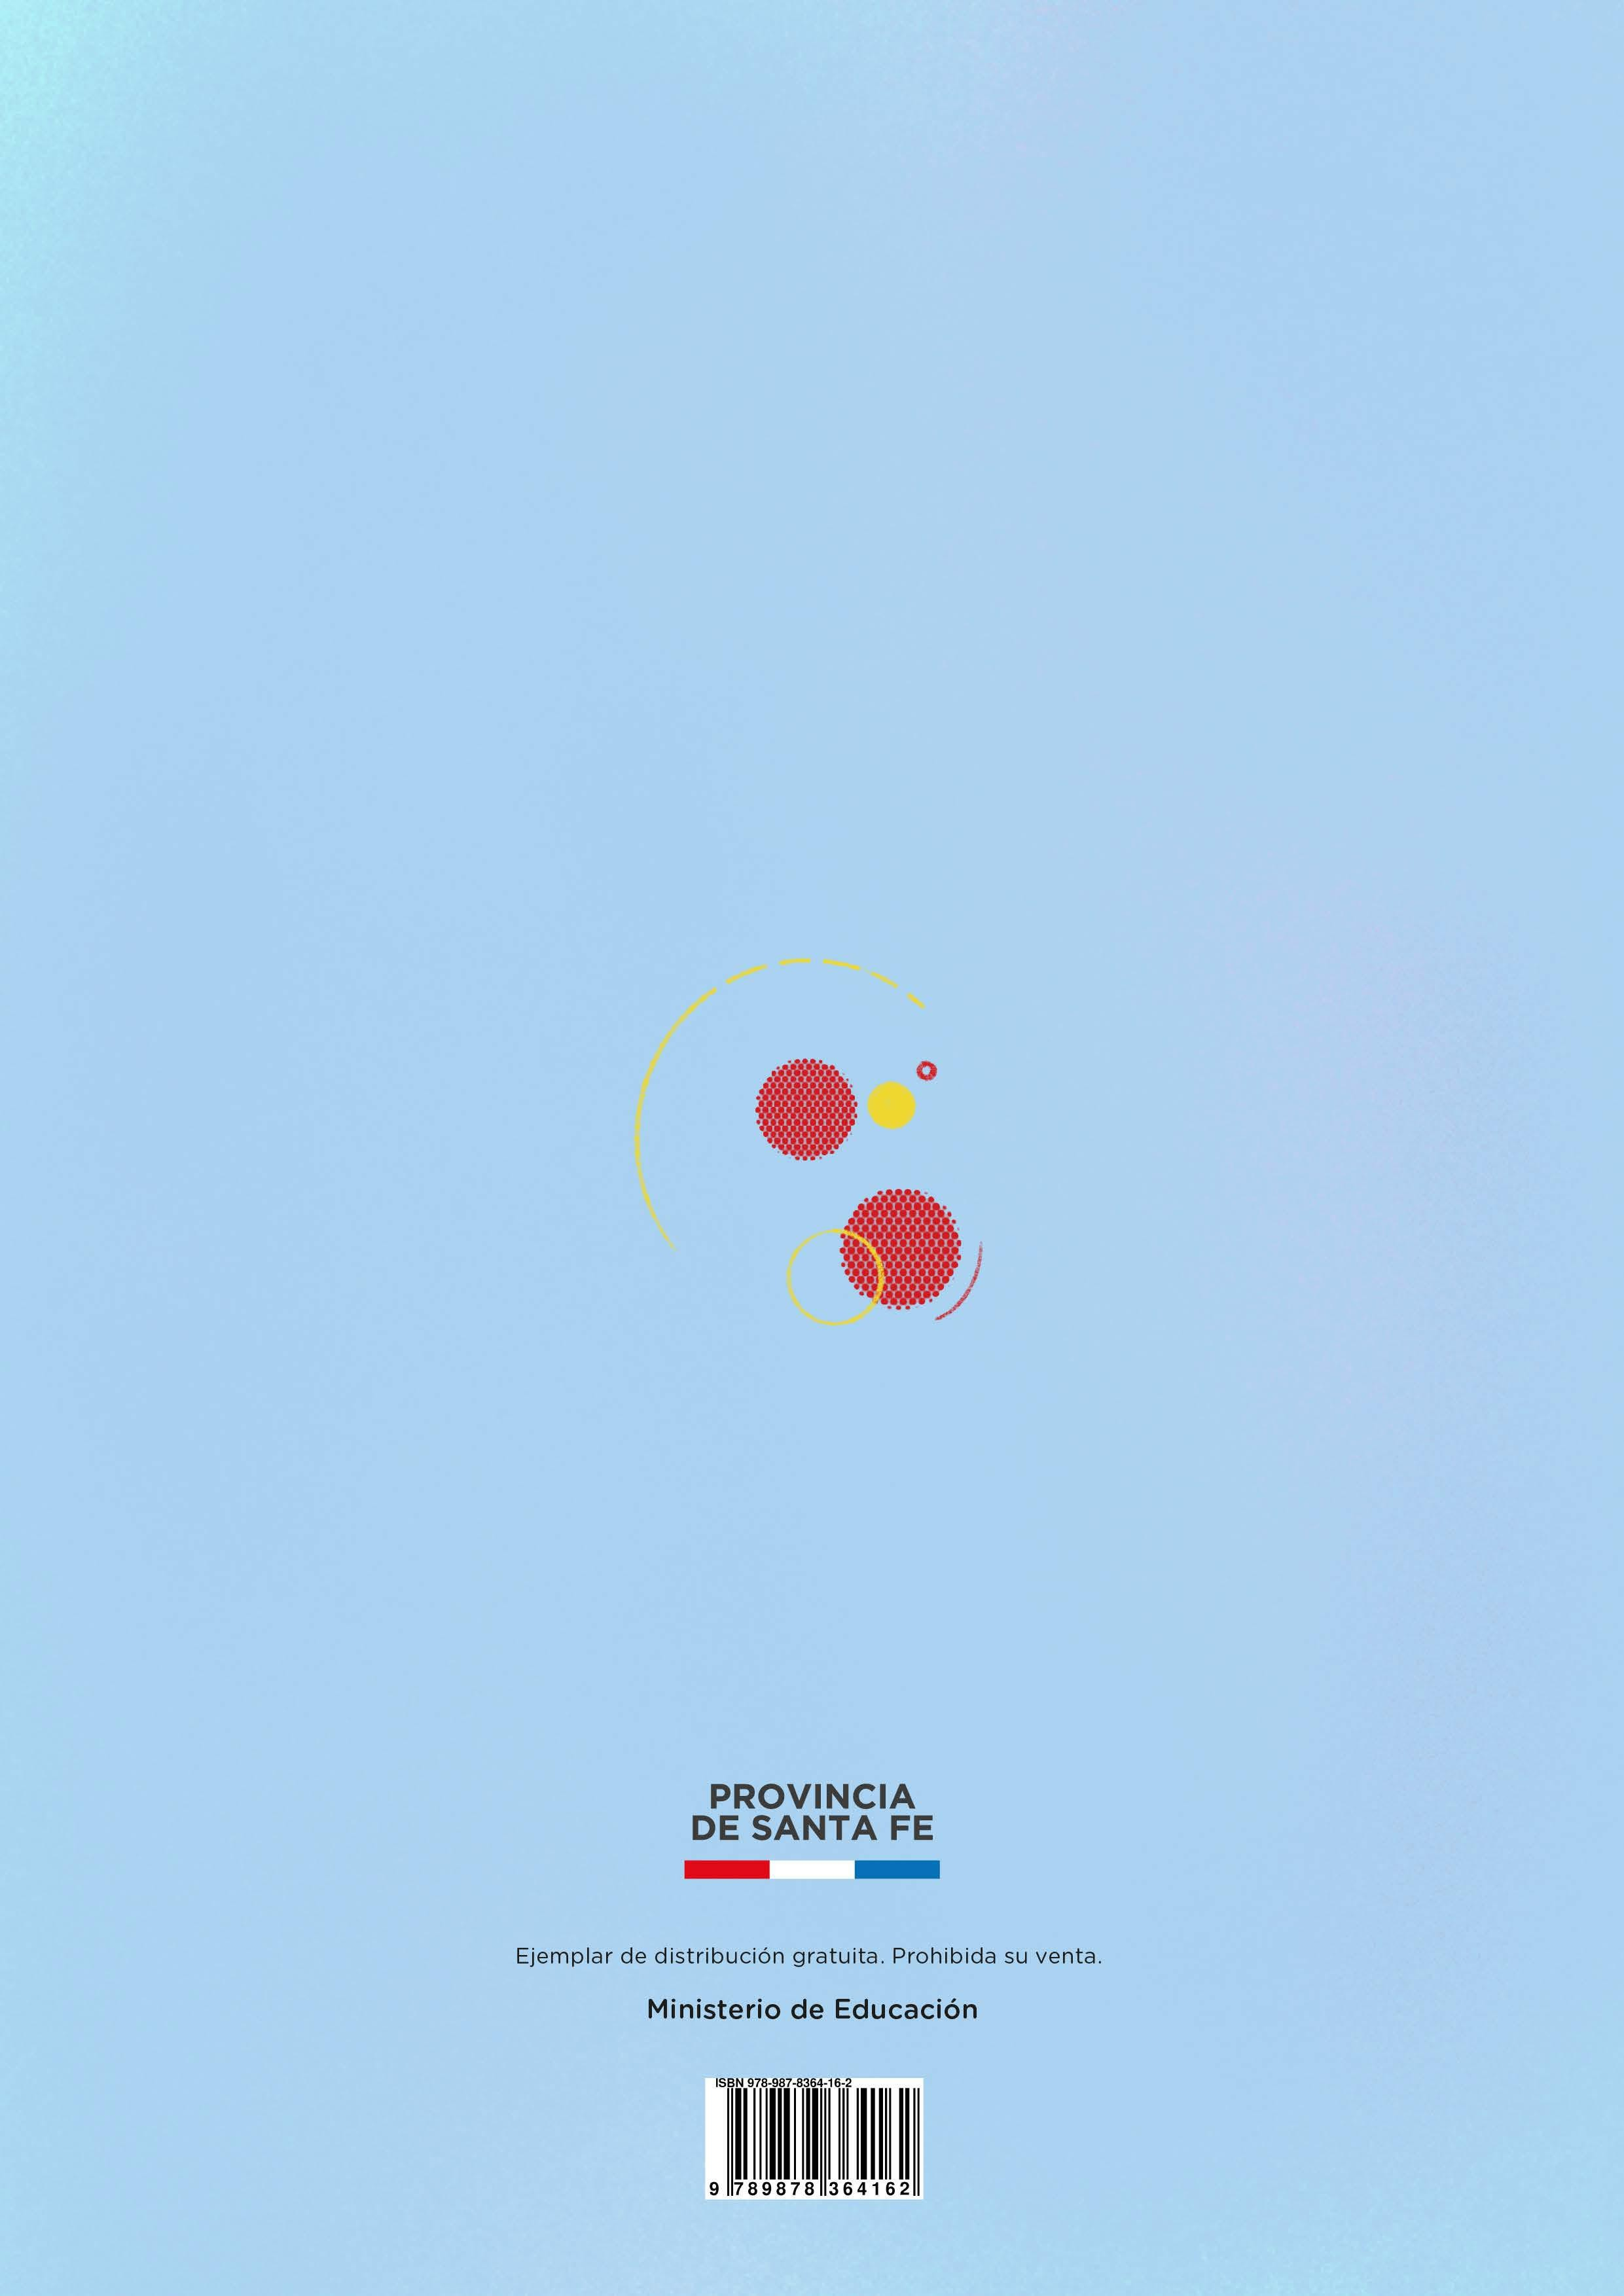 PROVINCIA
DE SANTA FE
Ejemplar de distribución gratuita. Prohibida su venta.
Ministerio de Educación
ISBN 978-987-8364-16-2
9 789878 364162